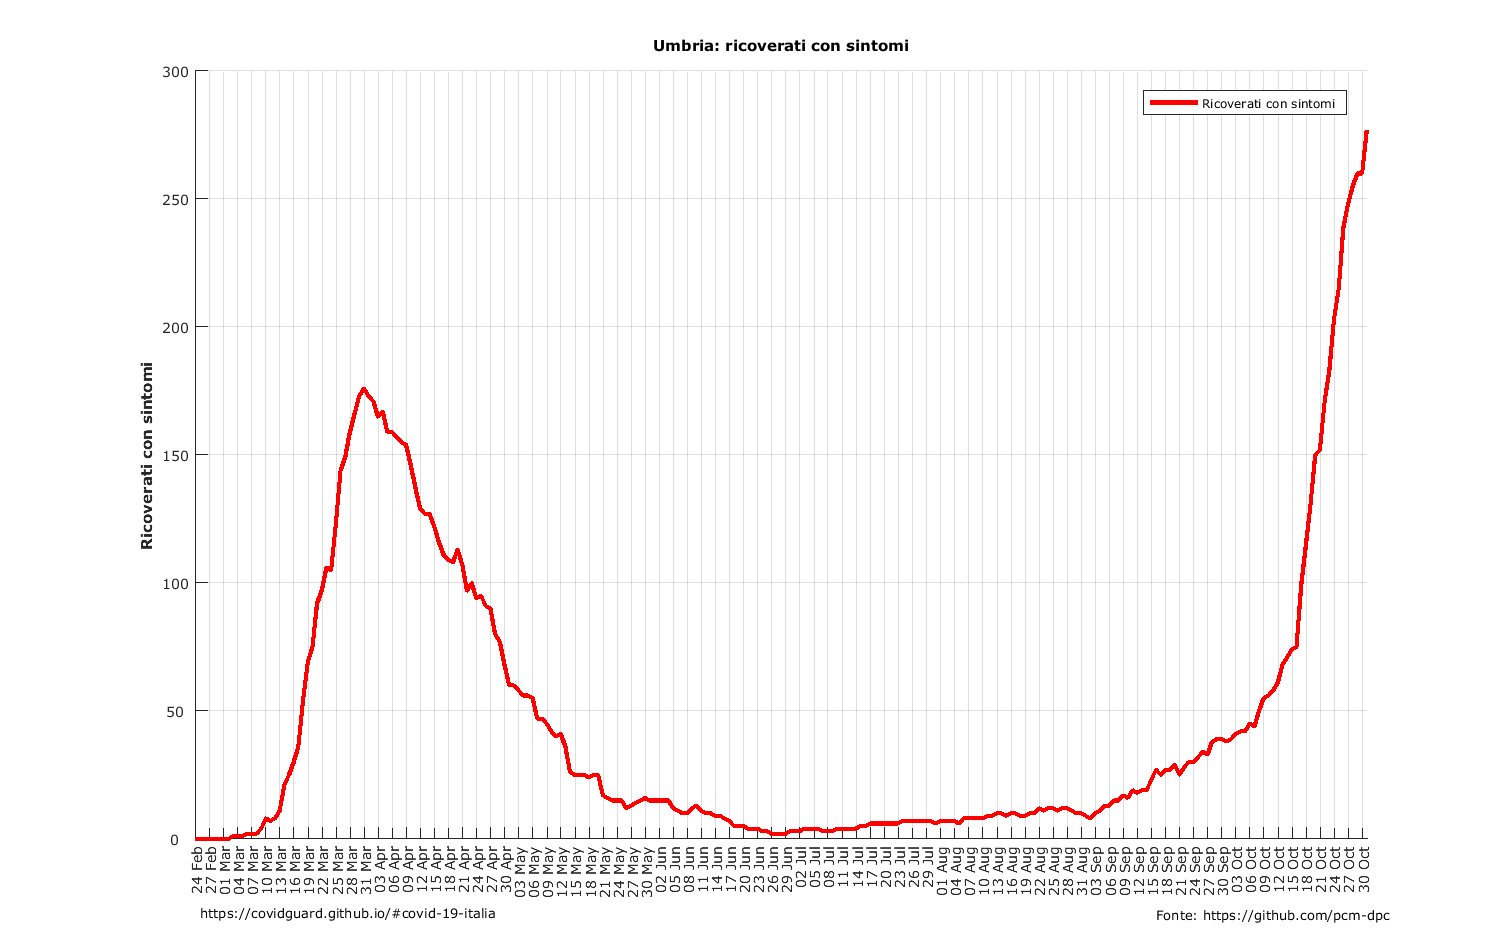 Umbria: ricoverati con sintomi
Ricoverati con sintomi
Ricoverati con sintomi
300
250
200
150
100
50
0
24 Feb
27 Feb
01 Mar
04 Mar
07 Mar
10 Mar
13 Mar
16 Mar
19 Mar
22 Mar
25 Mar
28 Mar
31 Mar
03 Apr
06 Apr
09 Apr
12 Apr
15 Apr
18 Apr
21 Apr
24 Apr
27 Apr
30 Apr
03 May
06 May
09 May
12 May
15 May
18 May
21 May
24 May
27 May
30 May
02 Jun
05 Jun
08 Jun
11 Jun
14 Jun
17 Jun
20 Jun
23 Jun
26 Jun
29 Jun
02 Jul
05 Jul
08 Jul
11 Jul
14 Jul
17 Jul
20 Jul
23 Jul
26 Jul
29 Jul
01 Aug
04 Aug
07 Aug
10 Aug
13 Aug
16 Aug
19 Aug
22 Aug
25 Aug
28 Aug
31 Aug
03 Sep
06 Sep
09 Sep
12 Sep
15 Sep
18 Sep
21 Sep
24 Sep
27 Sep
30 Sep
03 Oct
06 Oct
09 Oct
12 Oct
15 Oct
18 Oct
21 Oct
24 Oct
27 Oct
30 Oct
https://covidguard.github.io/#covid-19-italia
Fonte: https://github.com/pcm-dpc